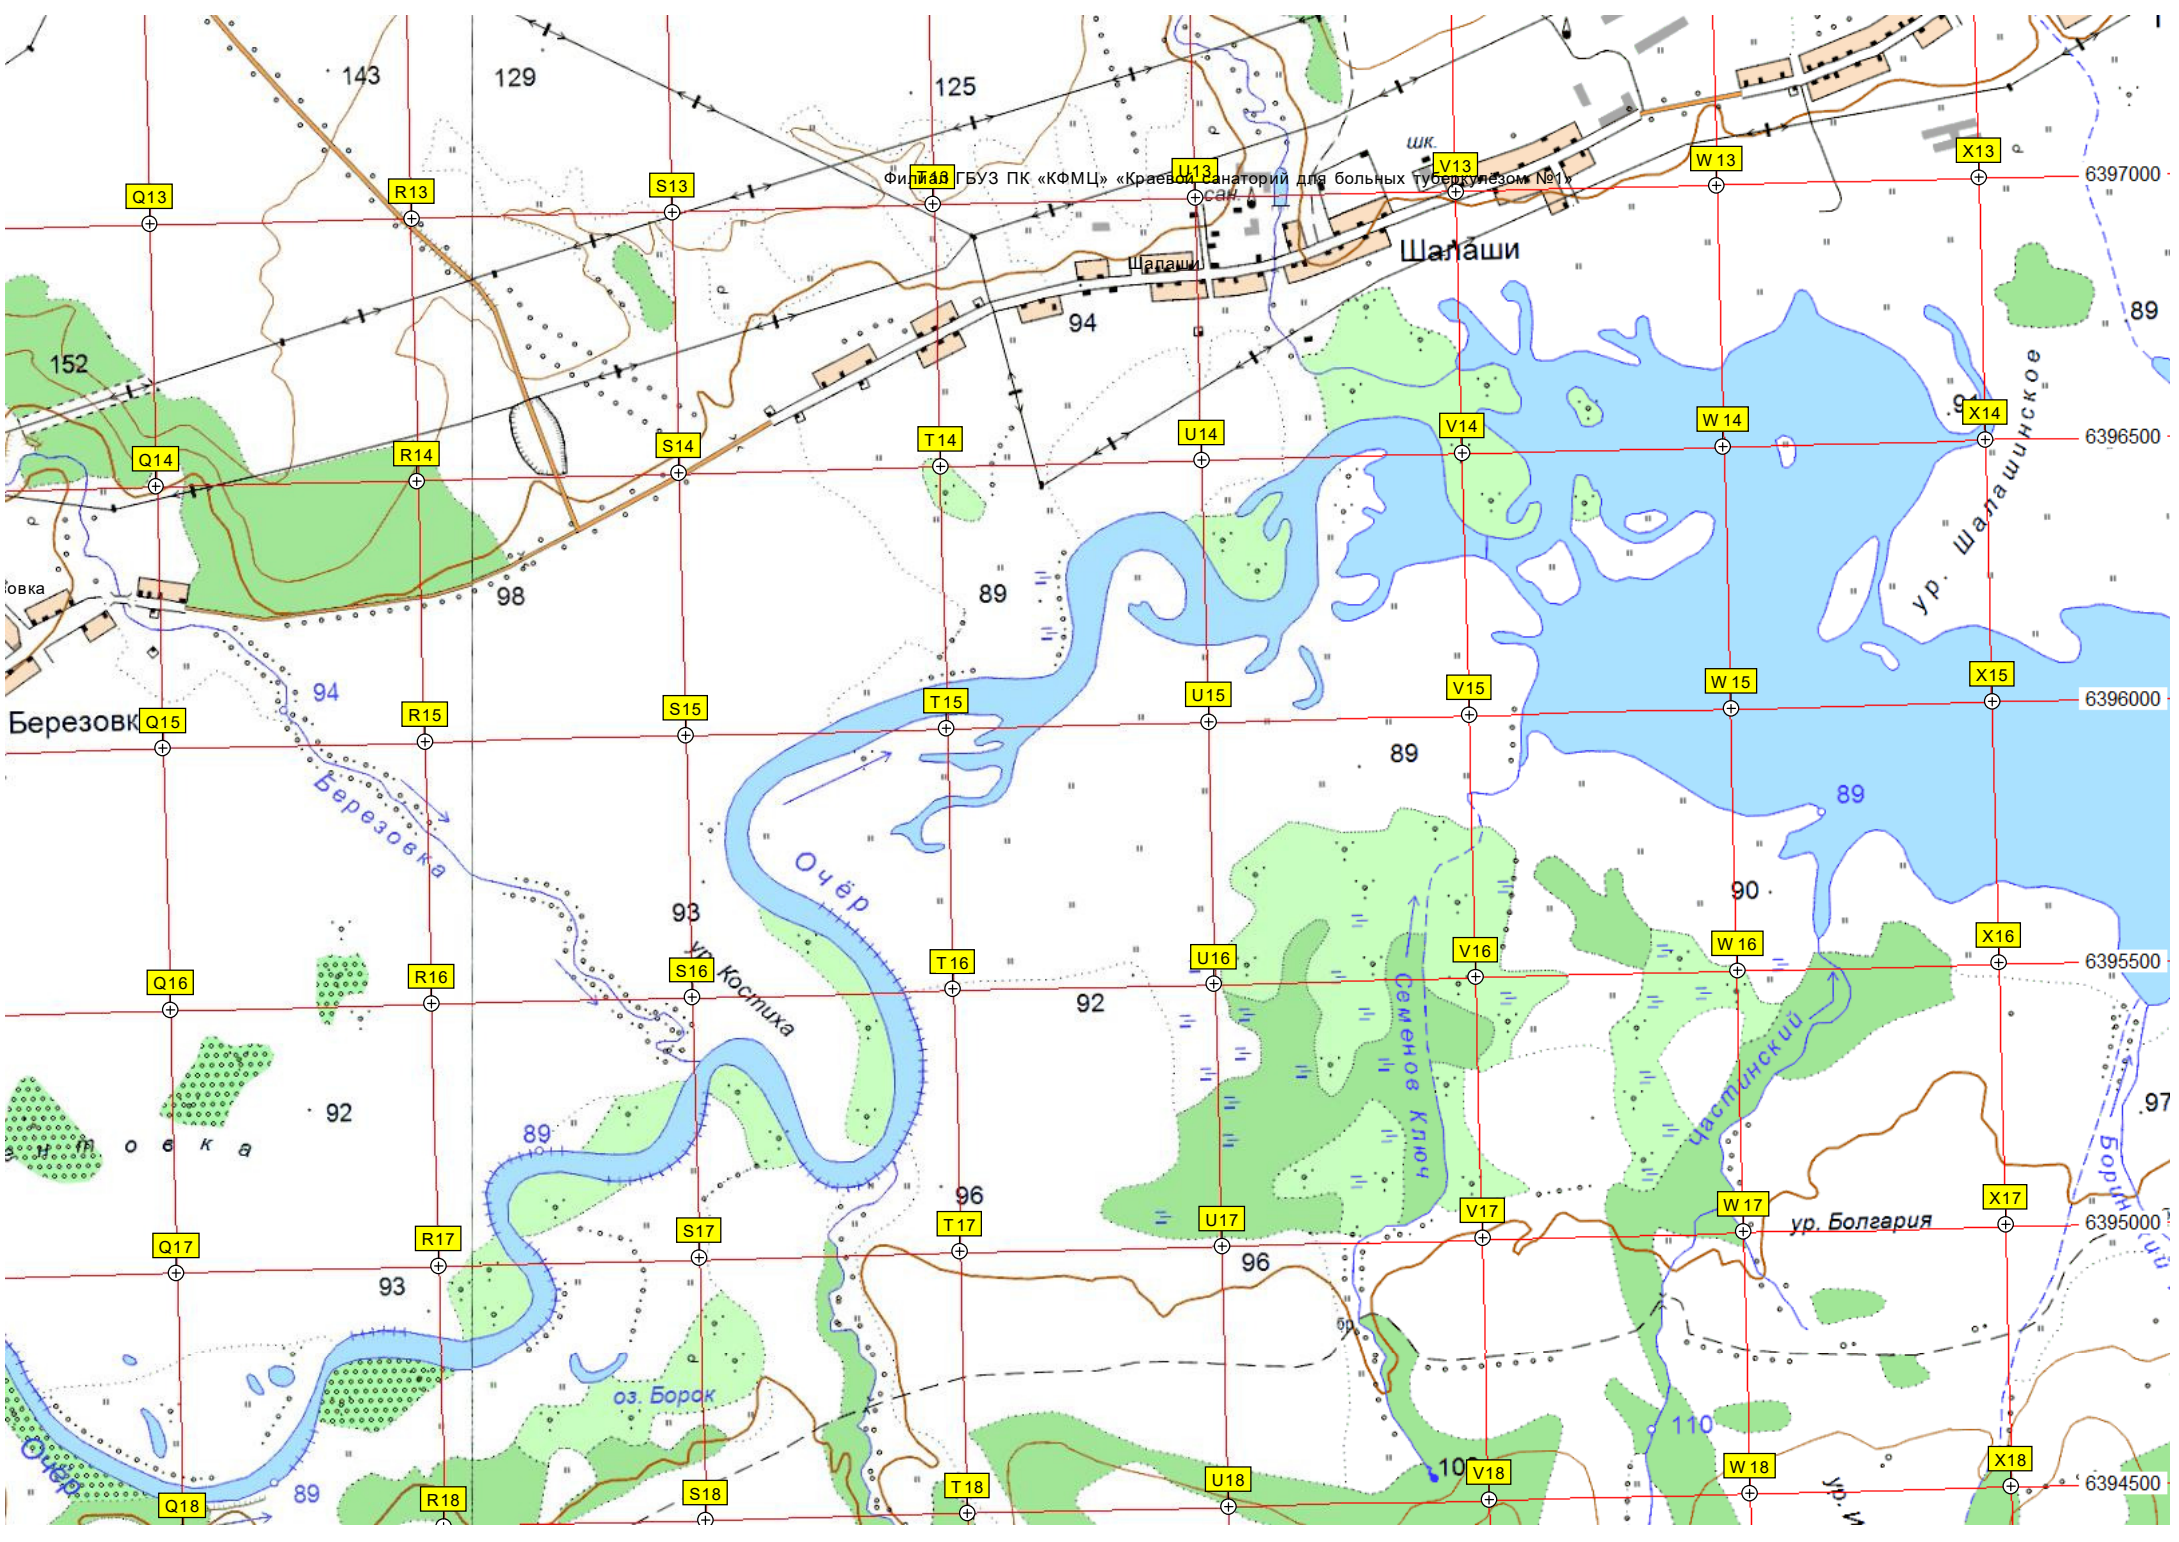 143
129
125
шк.
Q13
R13
S13
T13
U13
V13
W13
X13
6397000
Филиал ГБУЗ ПК «КФМЦ» «Краевой санаторий для больных туберкулёзом №1»
сан.
Шалаши
Шалаши
94
89
152
Q14
R14
S14
T14
U14
V14
W14
X14
6396500
ур. Шалашинское
98
89
овка
94
Березовк
Q15
R15
S15
T15
U15
V15
W15
X15
6396000
89
89
Березовка
Очёр
93
90
ур. Костиха
Q16
R16
S16
T16
U16
V16
W16
X16
6395500
92
Семенов Ключ
Частинский
92
97
н т о в к а
89
96
Q17
R17
S17
T17
U17
V17
W17
X17
6395000
ур. Болгария
96
93
бр.
оз. Борок
110
Очёр
89
Q18
R18
S18
T18
U18
V18
W18
X18
6394500